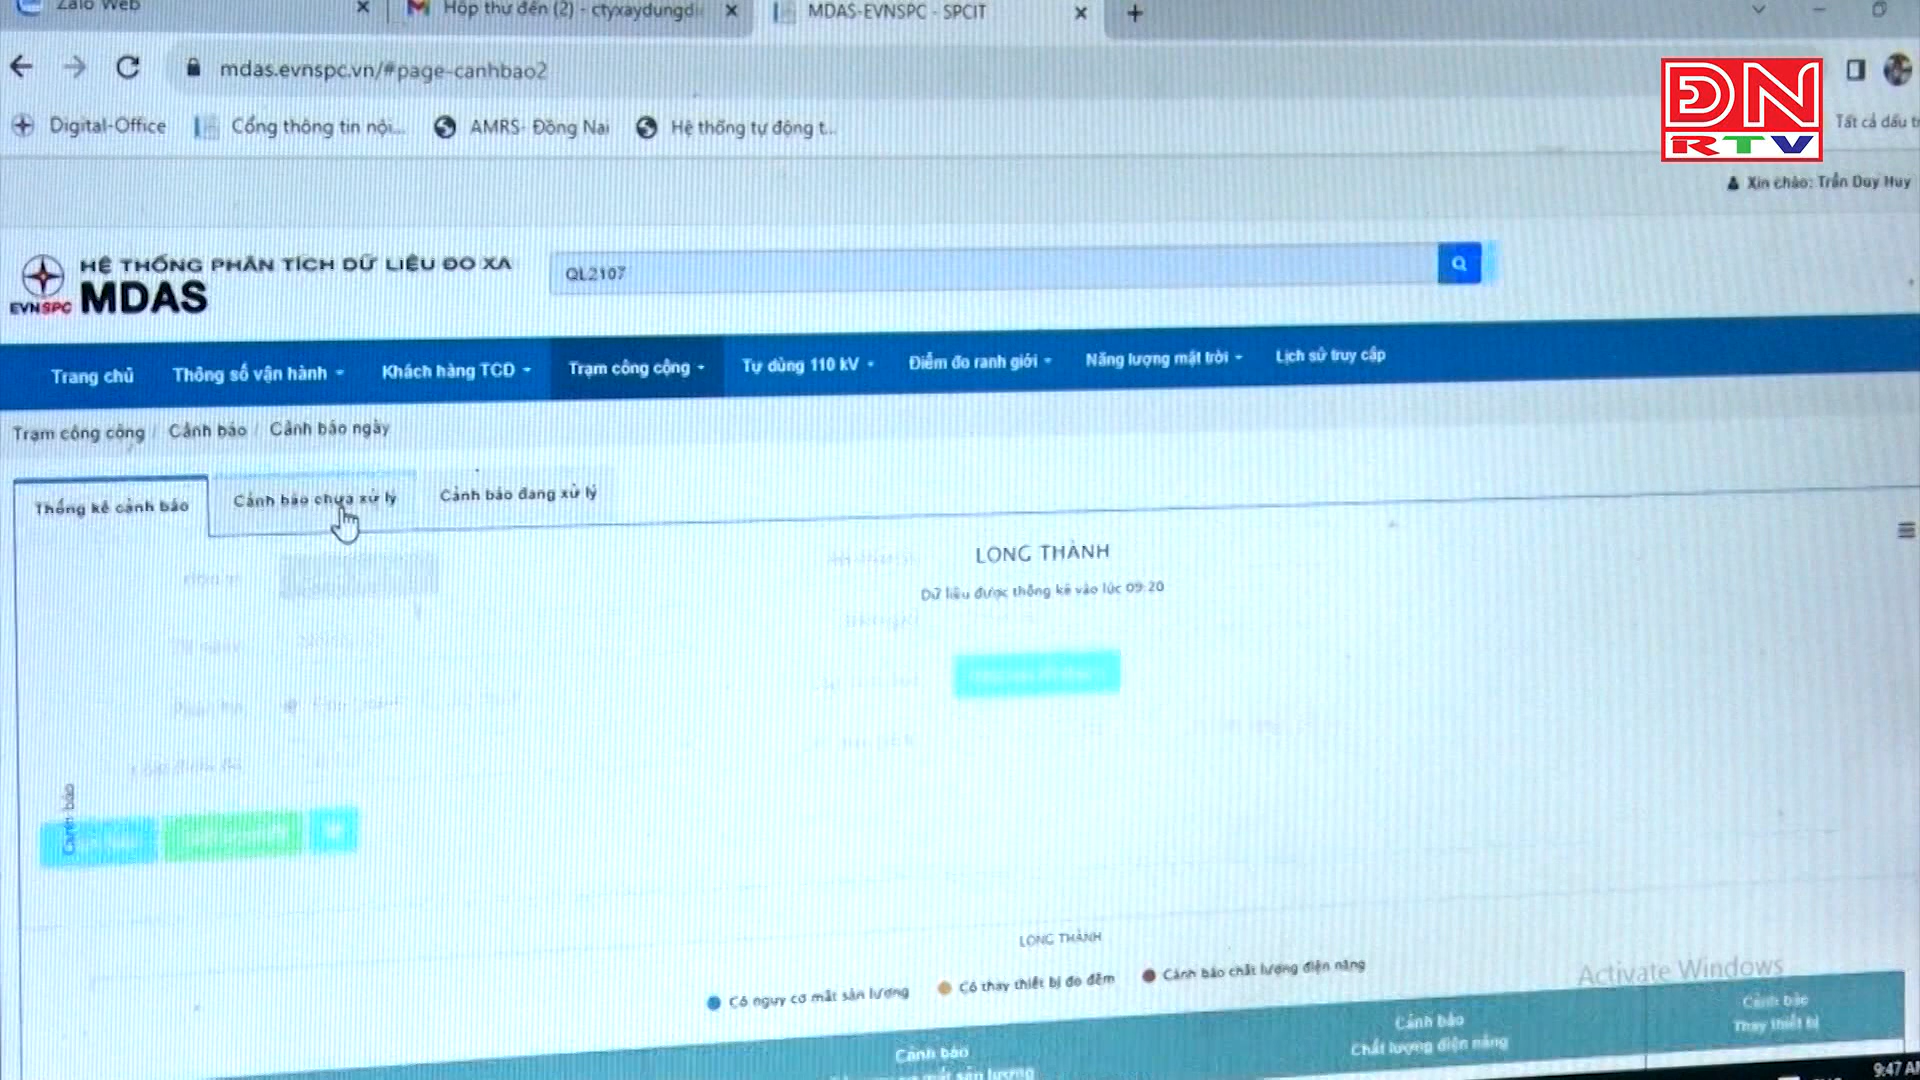 Zalo Web
Hộp thư đến (2) - ctyxaydungdi
MDAS-EVNSPC - SPCIT
mdas.evnspc.vn/#page-canhbao2
Digital-Office
Cổng thông tin nội...
AMRS- Đồng Nai
Hệ thống tự động t...
Tất cả dấu tr
DN
RTV
Xin chào: Trần Duy Huy
EVNSPC
HỆ THỐNG PHÂN TÍCH DỮ LIỆU ĐO XA
MDAS
QL2107
Trang chủ
Thông số vận hành
Khách hàng TCD
Trạm công cộng
Tự dùng 110 kV
Điểm đo ranh giới
Năng lượng mặt trời
Lịch sử truy cập
Trạm công cộng / Cảnh báo / Cảnh báo ngày
Thống kê cảnh báo
Cảnh báo chưa xử lý
Cảnh báo đang xử lý
LONG THÀNH
Dữ liệu được thống kê vào lúc 09:20
Cảnh báo
LONG THÀNH
Có nguy cơ mất sản lượng
Có thay thiết bị đo đếm
Cảnh báo chất lượng điện năng
Activate Windows
Cảnh báo
mất sản lượng
Cảnh báo
Chất lượng điện năng
Cảnh báo
Thay thiết bị
9:47 AM